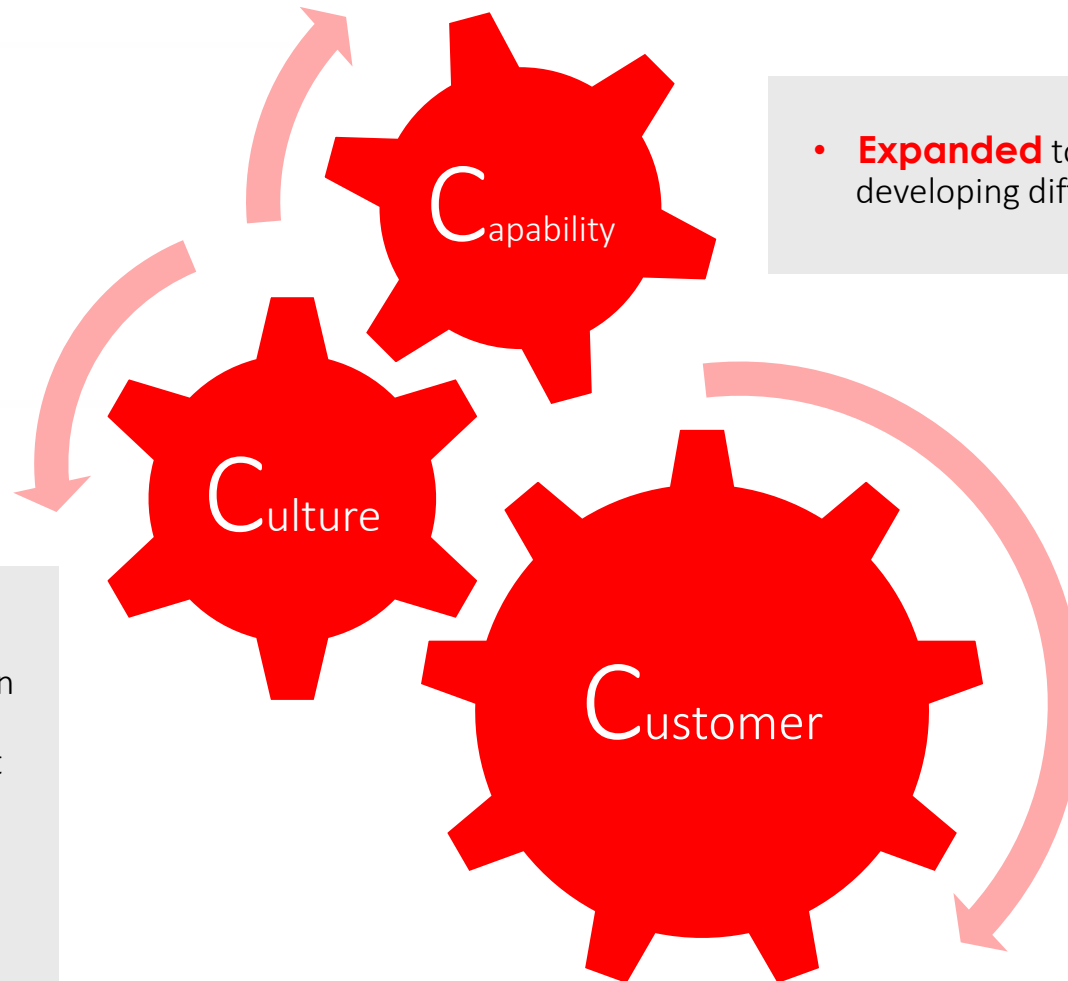 Capability
• Expanded
developing
Culture
Customer